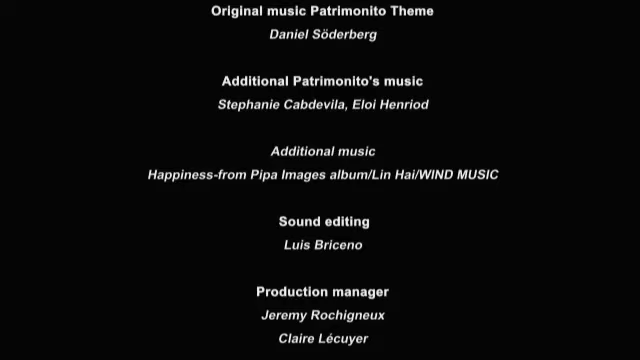 Original music Patrimonito Theme
Daniel Söderberg
Additional Patrimonito's music
Stephanie Cabdevila, Eloi Henriod
Additional music
Happiness-from Pipa Images album/Lin Hai/WIND MUSIC
Sound editing
Luis Briceno
Production manager
Jeremy Rochigneux
Claire Lécuyer